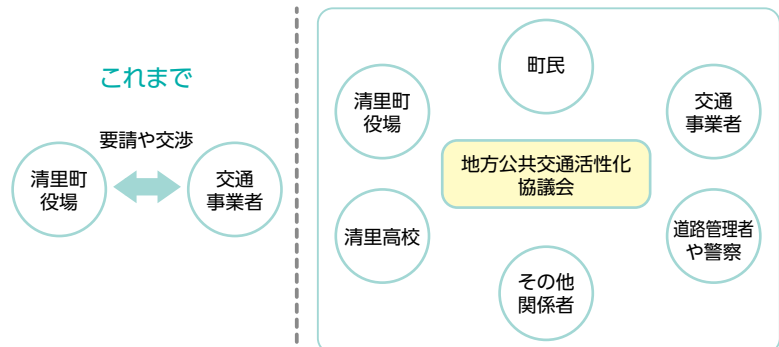 これまで
要請や交渉
清里町
役場
交通
事業者
町民
清里町
役場
交通
事業者
地方公共交通活性化
協議会
清里高校
道路管理者
や警察
その他
関係者